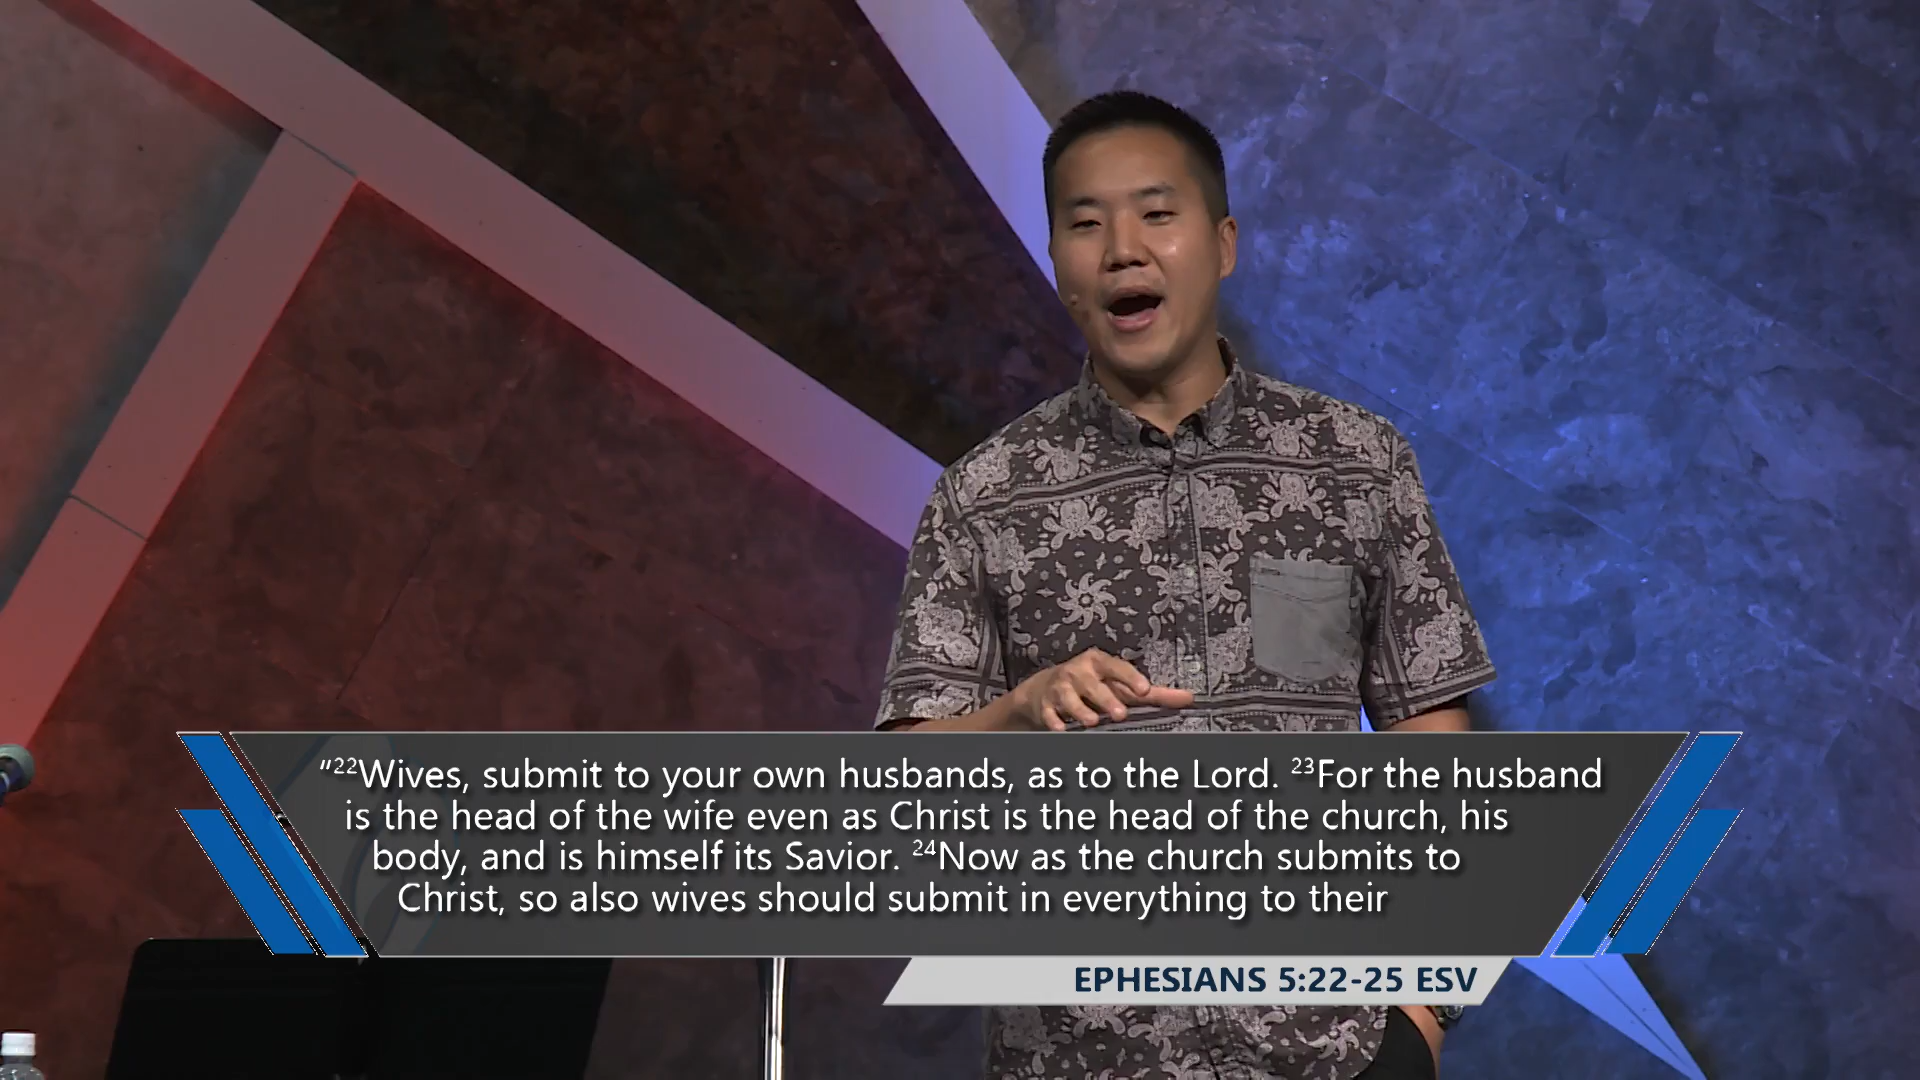 “²²Wives, submit to your own husbands, as to the Lord. ²³For the husband
is the head of the wife even as Christ is the head of the church, his
body, and is himself its Savior. ²⁴Now as the church submits to
Christ, so also wives should submit in everything to their
EPHESIANS 5:22-25 ESV